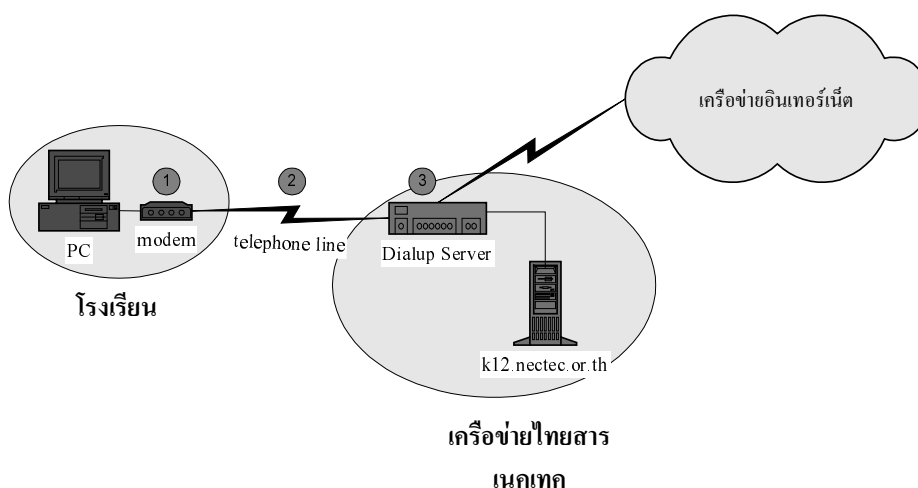 เครือข่ายอินเทอร์เน็ต
1
2
3
PC
modem
telephone line
Dialup Server
โรงเรียน
k12.nectec.or.th
เครือข่ายไทยสาร
เนคเทค